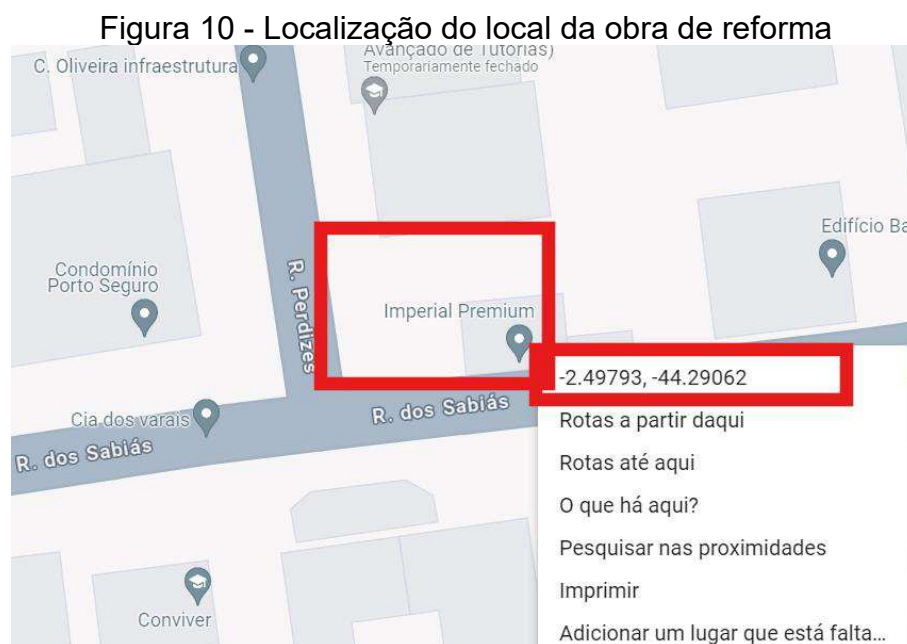 Figura 10 - Localização do local da obra de reforma
Avançado de Tutorias)
Temporariamente fechado
C. Oliveira infraestrutura
Edifício Ba
Condomínio
Porto Seguro
R. Perdizes
Imperial Premium
-2.49793, -44.29062
Cia dos varais
R. dos Sabiás
R. dos Sabiás
Rotas a partir daqui
Rotas até aqui
O que há aqui?
Pesquisar nas proximidades
Imprimir
Conviver
Adicionar um lugar que está falta...